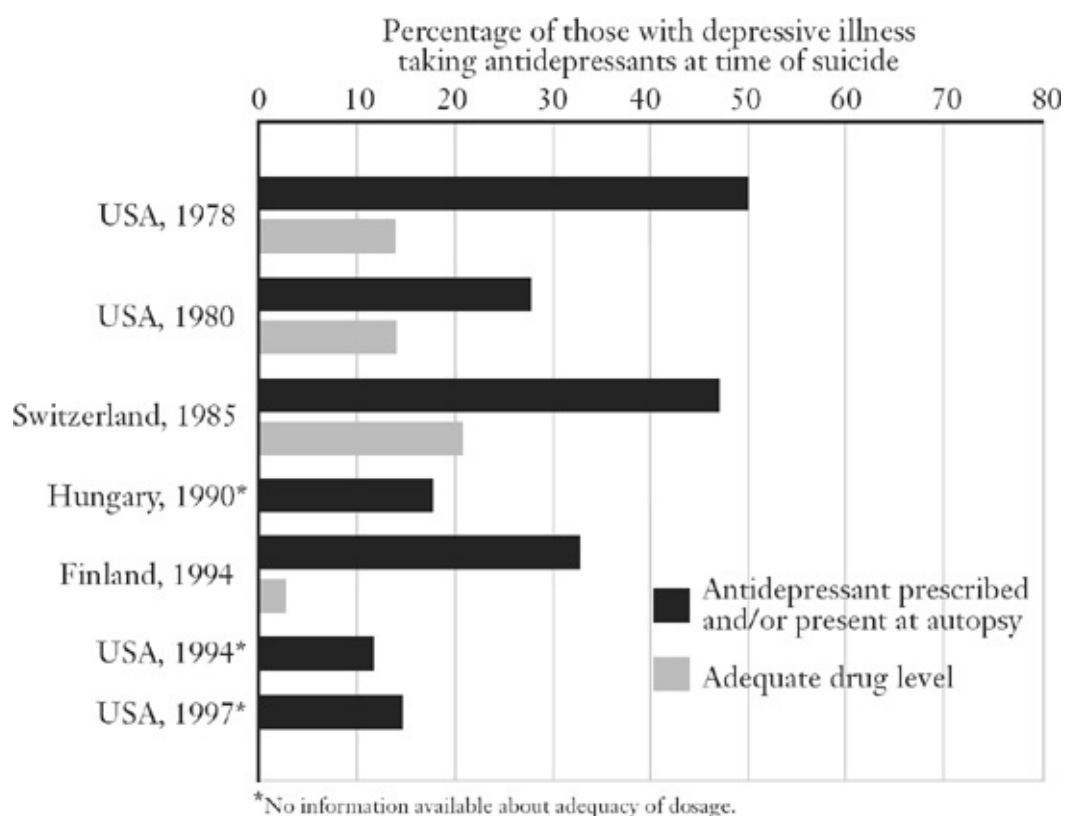 Percentage of those with depressive illness
taking antidepressants at time of suicide
0 10 20 30 40 50 60 70 80
USA, 1978
USA, 1980
Switzerland, 1985
Hungary, 1990*
Finland, 1994
USA, 1994*
USA, 1997*
Antidepressant prescribed
and/or present at autopsy
Adequate drug level
*No information available about adequacy of dosage.